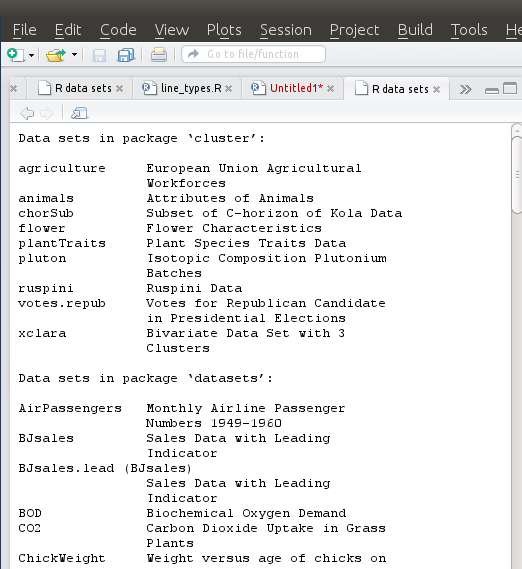 File Edit Code View Plots Session Project Build Tools He
Go to file/function
R data sets line_types.R Untitled1* R data sets
Data sets in package ‘cluster’:
agriculture European Union Agricultural
Workforces
animals Attributes of Animals
chorSub Subset of C-horizon of Kola Data
flower Flower Characteristics
plantTraits Plant Species Traits Data
pluton Isotopic Composition Plutonium
Batches
ruspini Ruspini Data
votes.repub Votes for Republican Candidate
in Presidential Elections
xclara Bivariate Data Set with 3
Clusters
Data sets in package ‘datasets’:
AirPassengers Monthly Airline Passenger
Numbers 1949-1960
BJsales Sales Data with Leading
Indicator
BJsales.lead (BJsales)
Sales Data with Leading
Indicator
BOD Biochemical Oxygen Demand
CO2 Carbon Dioxide Uptake in Grass
Plants
ChickWeight Weight versus age of chicks on